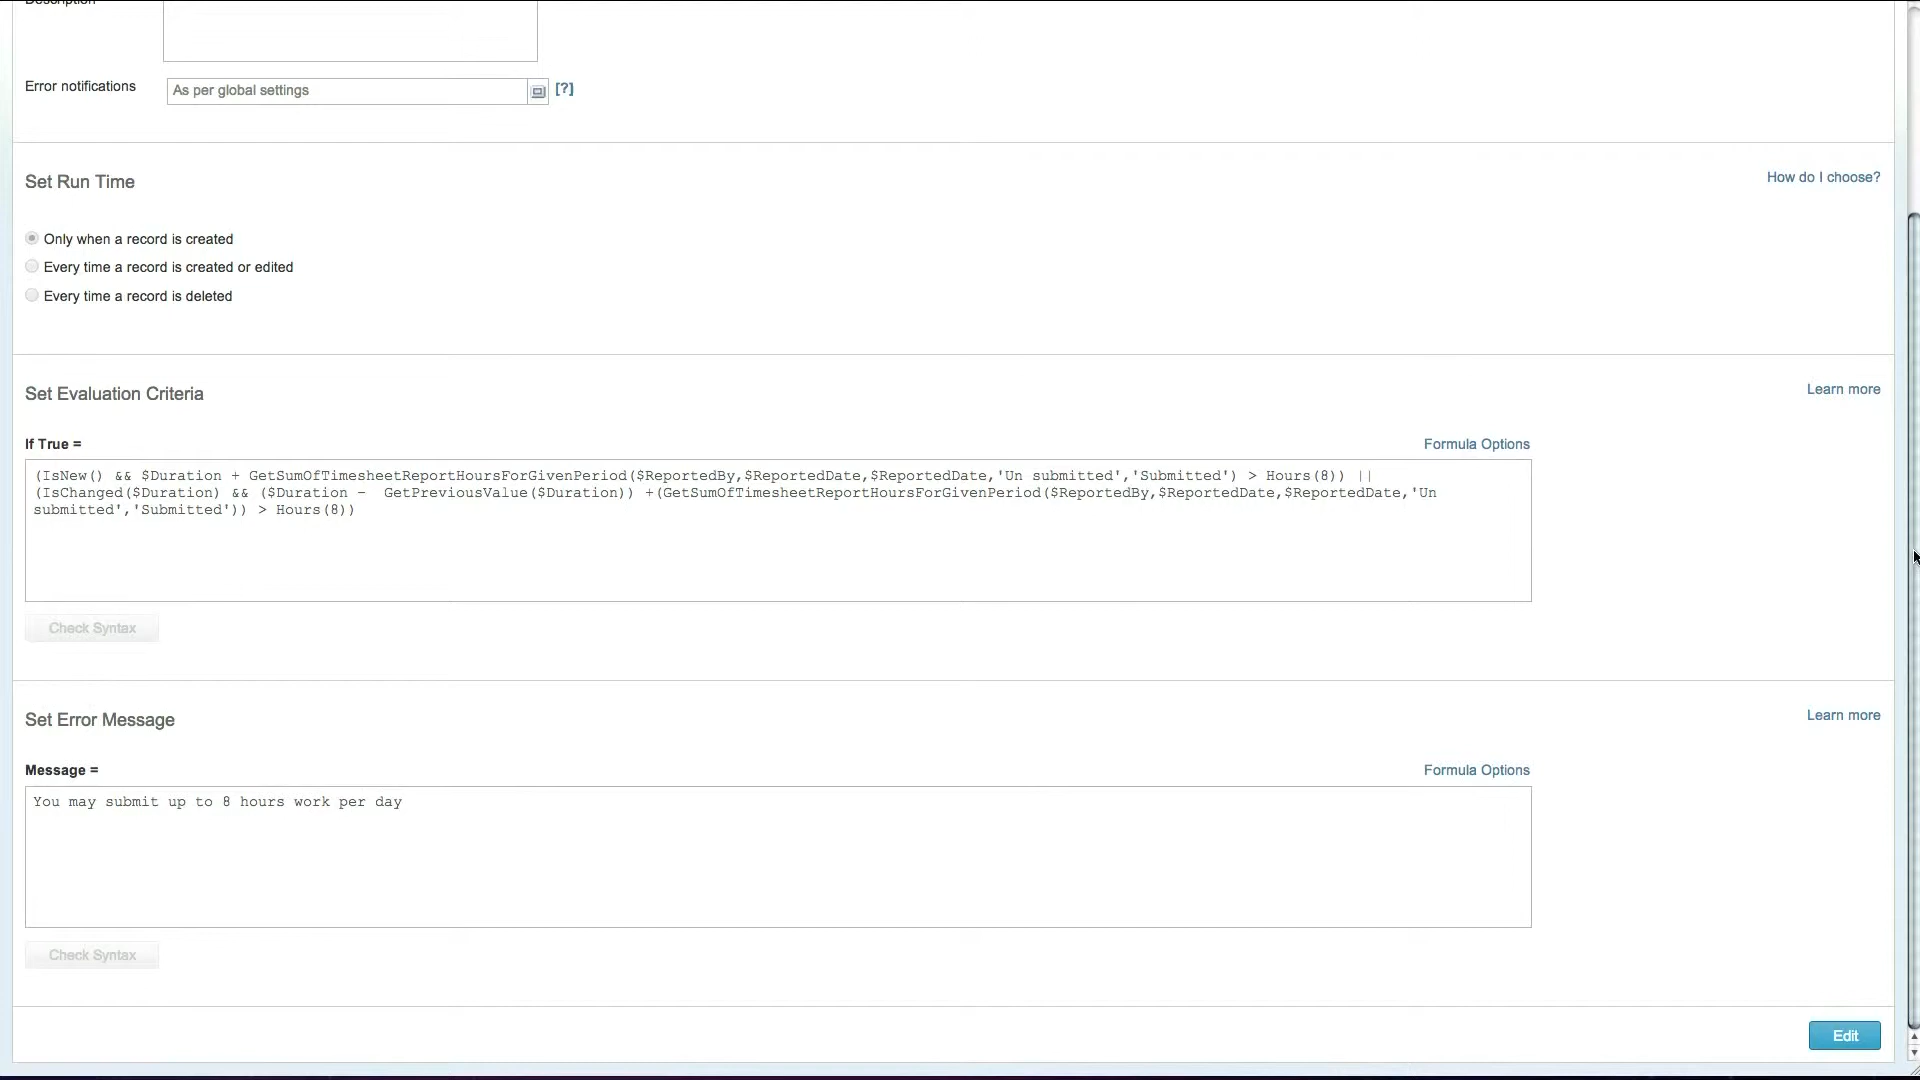 Description
Error notifications
As per global settings
[?]
Set Run Time
How do I choose?
Only when a record is created
Every time a record is created or edited
Every time a record is deleted
Set Evaluation Criteria
Learn more
If True =
Formula Options
(IsNew() && $Duration + GetSumOfTimesheetReportHoursForGivenPeriod($ReportedBy,$ReportedDate,$ReportedDate,'Un submitted','Submitted') > Hours(8)) ||
(IsChanged($Duration) && ($Duration - GetPreviousValue($Duration)) +(GetSumOfTimesheetReportHoursForGivenPeriod($ReportedBy,$ReportedDate,$ReportedDate,'Un
submitted','Submitted')) > Hours(8))
Check Syntax
Set Error Message
Learn more
Message =
Formula Options
You may submit up to 8 hours work per day
Check Syntax
Edit